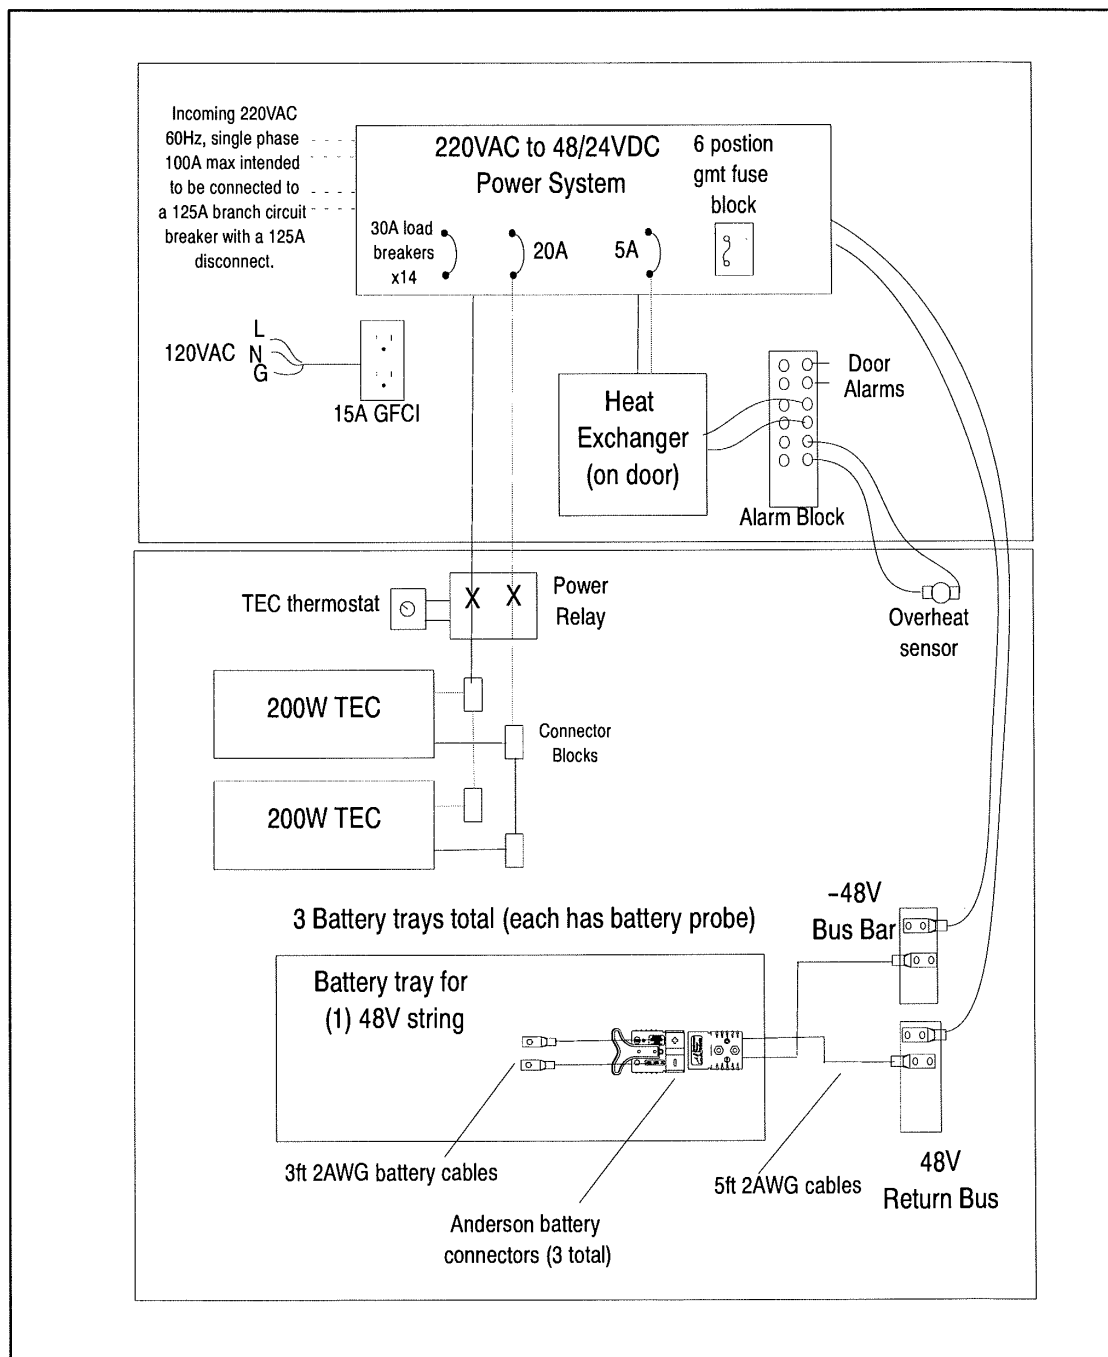 Incoming 220VAC
60Hz, single phase
100A max intended
to be connected to
a 125A branch circuit
breaker with a 125A
disconnect.
220VAC to 48/24VDC
Power System
6 postion
gmt fuse
block
30A load
breakers
x14
20A
5A
L
120VAC N
G
15A GFCI
Heat
Exchanger
(on door)
Door
Alarms
Alarm Block
TEC thermostat
X X
Power
Relay
Overheat
sensor
200W TEC
Connector
Blocks
200W TEC
3 Battery trays total (each has battery probe)
-48V
Bus Bar
Battery tray for
(1) 48V string
3ft 2AWG battery cables
5ft 2AWG cables
48V
Return Bus
Anderson battery
connectors (3 total)